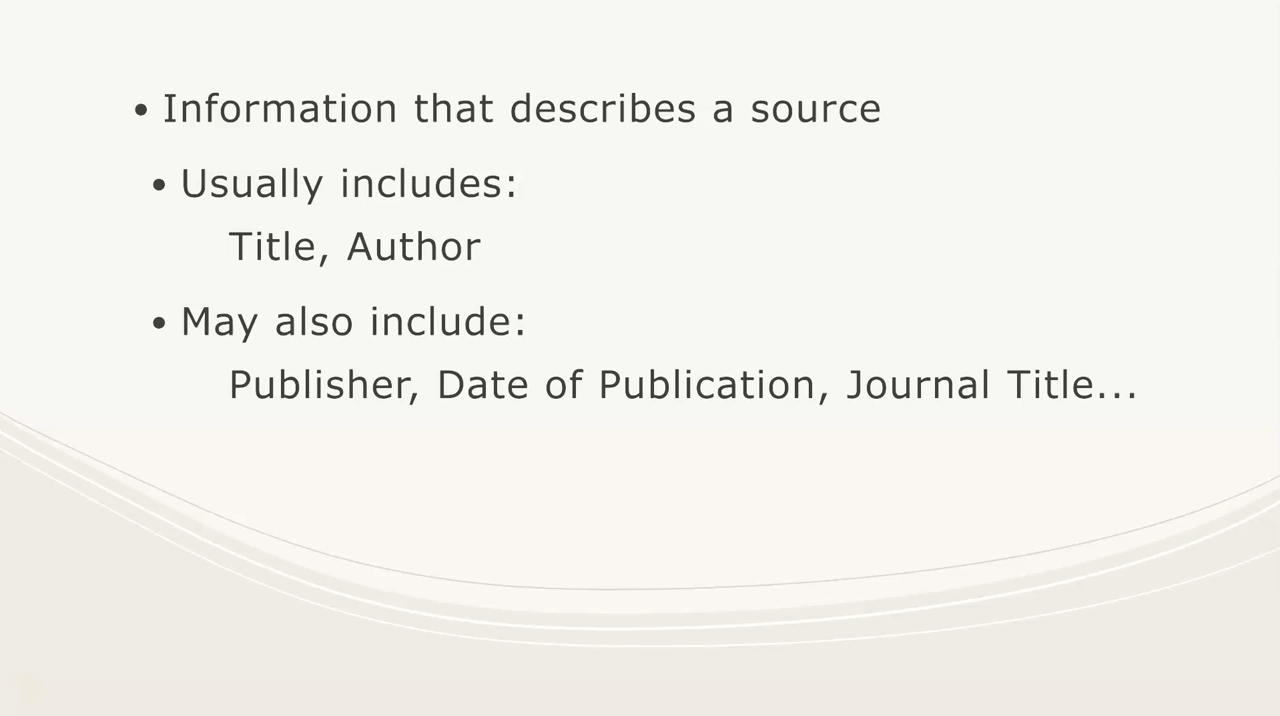 • Information that describes a source
• Usually includes:
Title, Author
• May also include:
Publisher, Date of Publication, Journal Title...